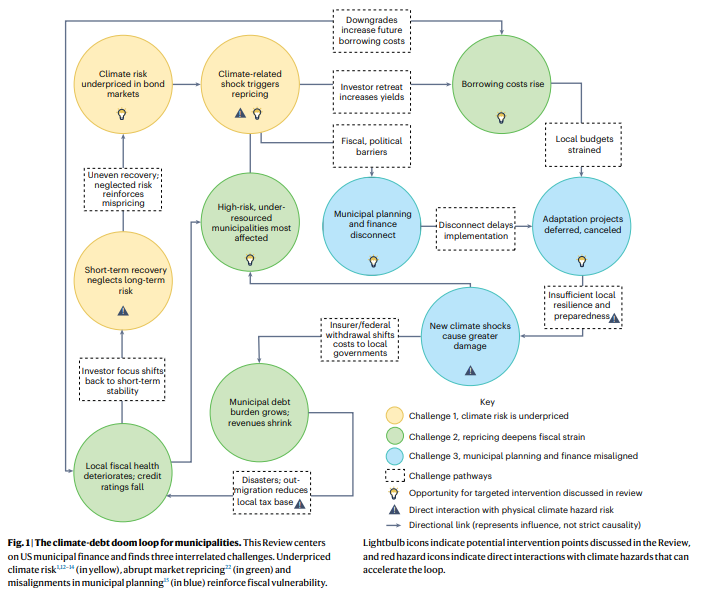 Downgrades
increase future
borrowing costs
Climate risk
underpriced in bond
markets
Climate-related
shock triggers
repricing
Investor retreat
increases yields
Borrowing costs rise
Fiscal, political
barriers
Local budgets
strained
Uneven recovery;
neglected risk
reinforces
mispricing
High-risk, under-
resourced
municipalities most
affected
Municipal planning
and finance
disconnect
Disconnect delays
implementation
Adaptation projects
deferred, canceled
Short-term recovery
neglects long-term
risk
Insufficient local
resilience and
preparedness
Insurer/federal
withdrawal shifts
costs to local
governments
New climate shocks
cause greater
damage
Investor focus shifts
back to short-term
stability
Municipal debt
burden grows;
revenues shrink
Local fiscal health
deteriorates; credit
ratings fall
Disasters; out-
migration reduces
local tax base
Key
Challenge 1, climate risk is underpriced
Challenge 2, repricing deepens fiscal strain
Challenge 3, municipal planning and finance misaligned
Challenge pathways
Opportunity for targeted intervention discussed in review
Direct interaction with physical climate hazard risk
Directional link (represents influence, not strict causality)
Fig. 1 | The climate-debt doom loop for municipalities. This Review centers
on US municipal finance and finds three interrelated challenges. Underpriced
climate risk1,12–14 (in yellow), abrupt market repricing22 (in green) and
misalignments in municipal planning15 (in blue) reinforce fiscal vulnerability.
Lightbulb icons indicate potential intervention points discussed in the Review,
and red hazard icons indicate direct interactions with climate hazards that can
accelerate the loop.